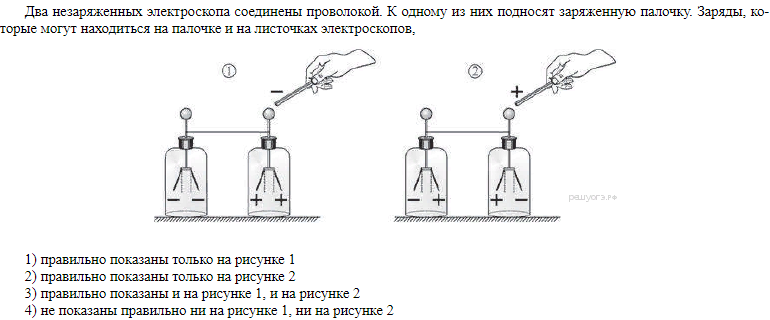 Два незаряженных электроскопа соединены проволокой. К одному из них подносят заряженную палочку. Заряды, ко-
торые могут находиться на палочке и на листочках электроскопов,
① ②
− +
− − + + + + − −
решуогэ.рф
1) правильно показаны только на рисунке 1
2) правильно показаны только на рисунке 2
3) правильно показаны и на рисунке 1, и на рисунке 2
4) не показаны правильно ни на рисунке 1, ни на рисунке 2